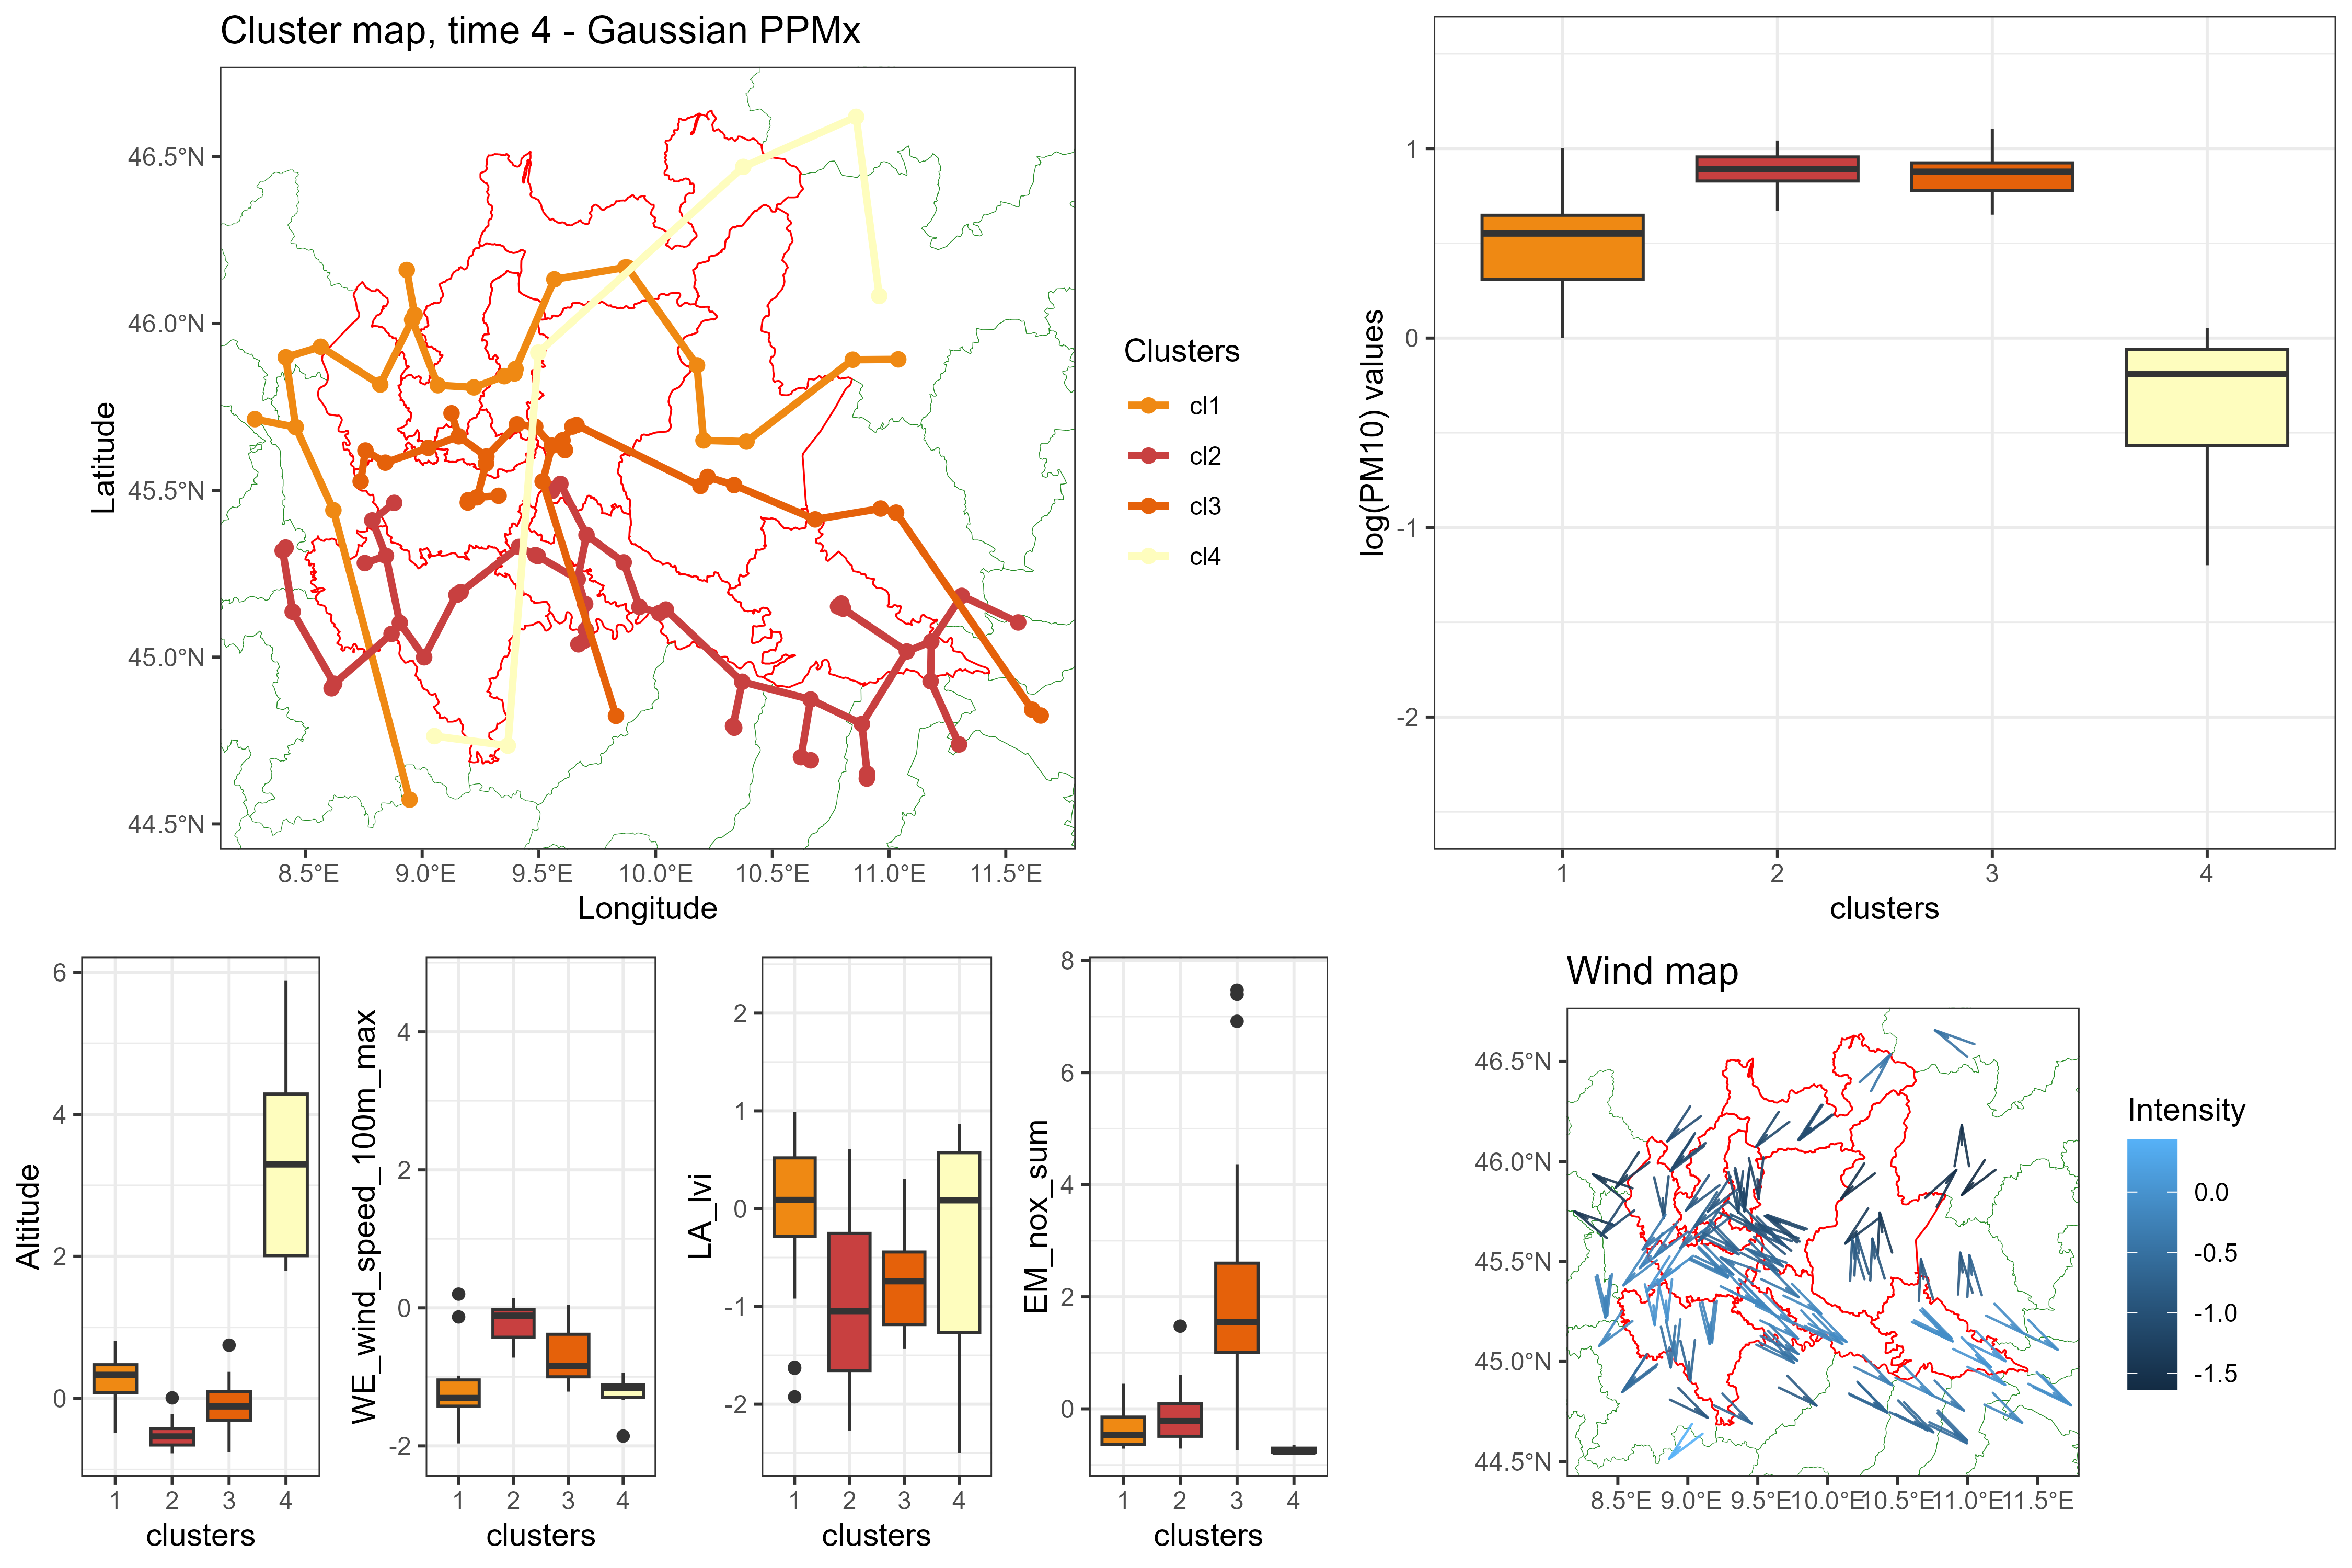 Cluster map, time 4 - Gaussian PPMx
46.5°N
46.0°N
45.5°N
45.0°N
44.5°N
Latitude
8.5°E 9.0°E 9.5°E 10.0°E 10.5°E 11.0°E 11.5°E
Longitude
Clusters
cl1
cl2
cl3
cl4
log(PM10) values
1
0
-1
-2
1 2 3 4
clusters
Altitude
6
4
2
0
1 2 3 4
clusters
WE_wind_speed_100m_max
4
2
0
-2
1 2 3 4
clusters
LA_lvi
2
1
0
-1
-2
1 2 3 4
clusters
EM_nox_sum
8
6
4
2
0
1 2 3 4
clusters
Wind map
46.5°N
46.0°N
45.5°N
45.0°N
44.5°N
8.5°E 9.0°E 9.5°E 10.0°E 10.5°E 11.0°E 11.5°E
Intensity
0.0
-0.5
-1.0
-1.5